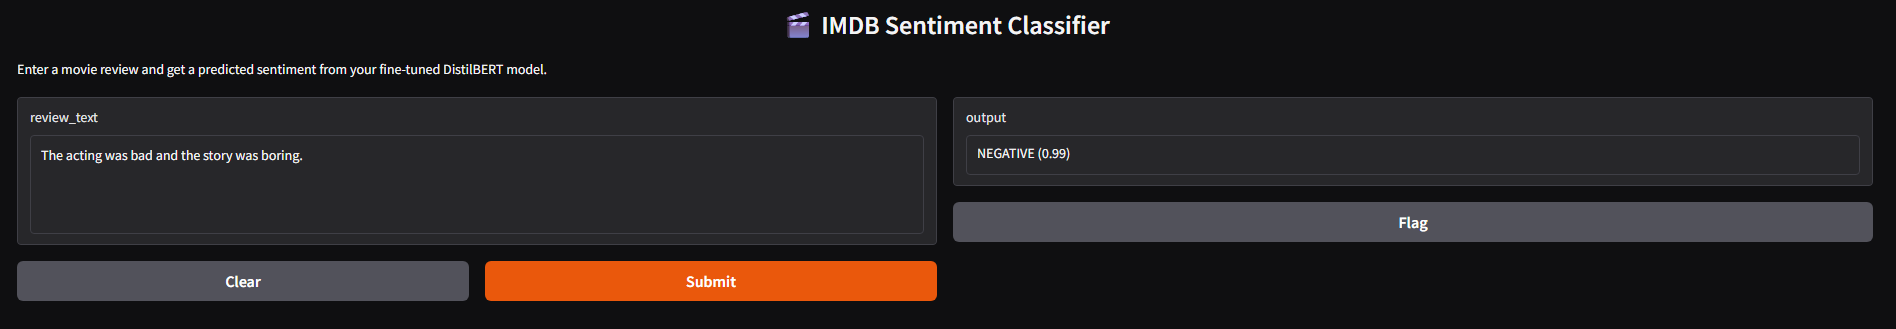 🎬 IMDB Sentiment Classifier
Enter a movie review and get a predicted sentiment from your fine-tuned DistilBERT model.
review_text
The acting was bad and the story was boring.
Clear
Submit
output
NEGATIVE (0.99)
Flag